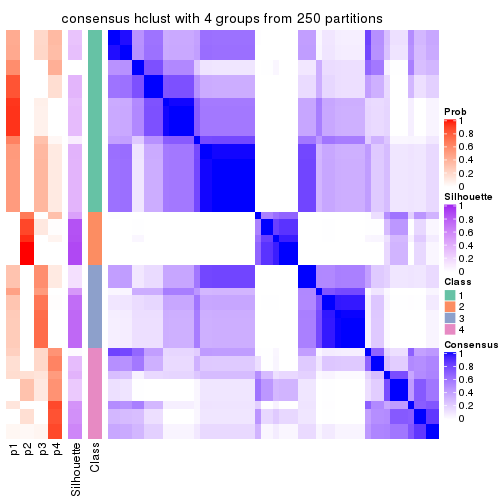 consensus hclust with 4 groups from 250 partitions
Prob
1
0.8
0.6
0.4
0.2
0
Silhouette
1
0.8
0.6
0.4
0.2
0
Class
1
2
3
4
Consensus
1
0.8
0.6
0.4
0.2
0
p1
p2
p3
p4
Silhouette
Class